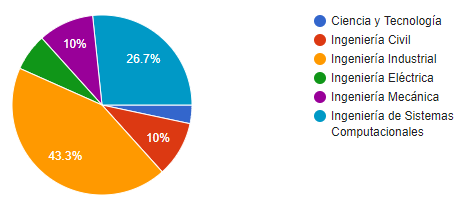 Ciencia y Tecnología
Ingeniería Civil
Ingeniería Industrial
Ingeniería Eléctrica
Ingeniería Mecánica
Ingeniería de Sistemas
Computacionales
10%
26.7%
10%
43.3%